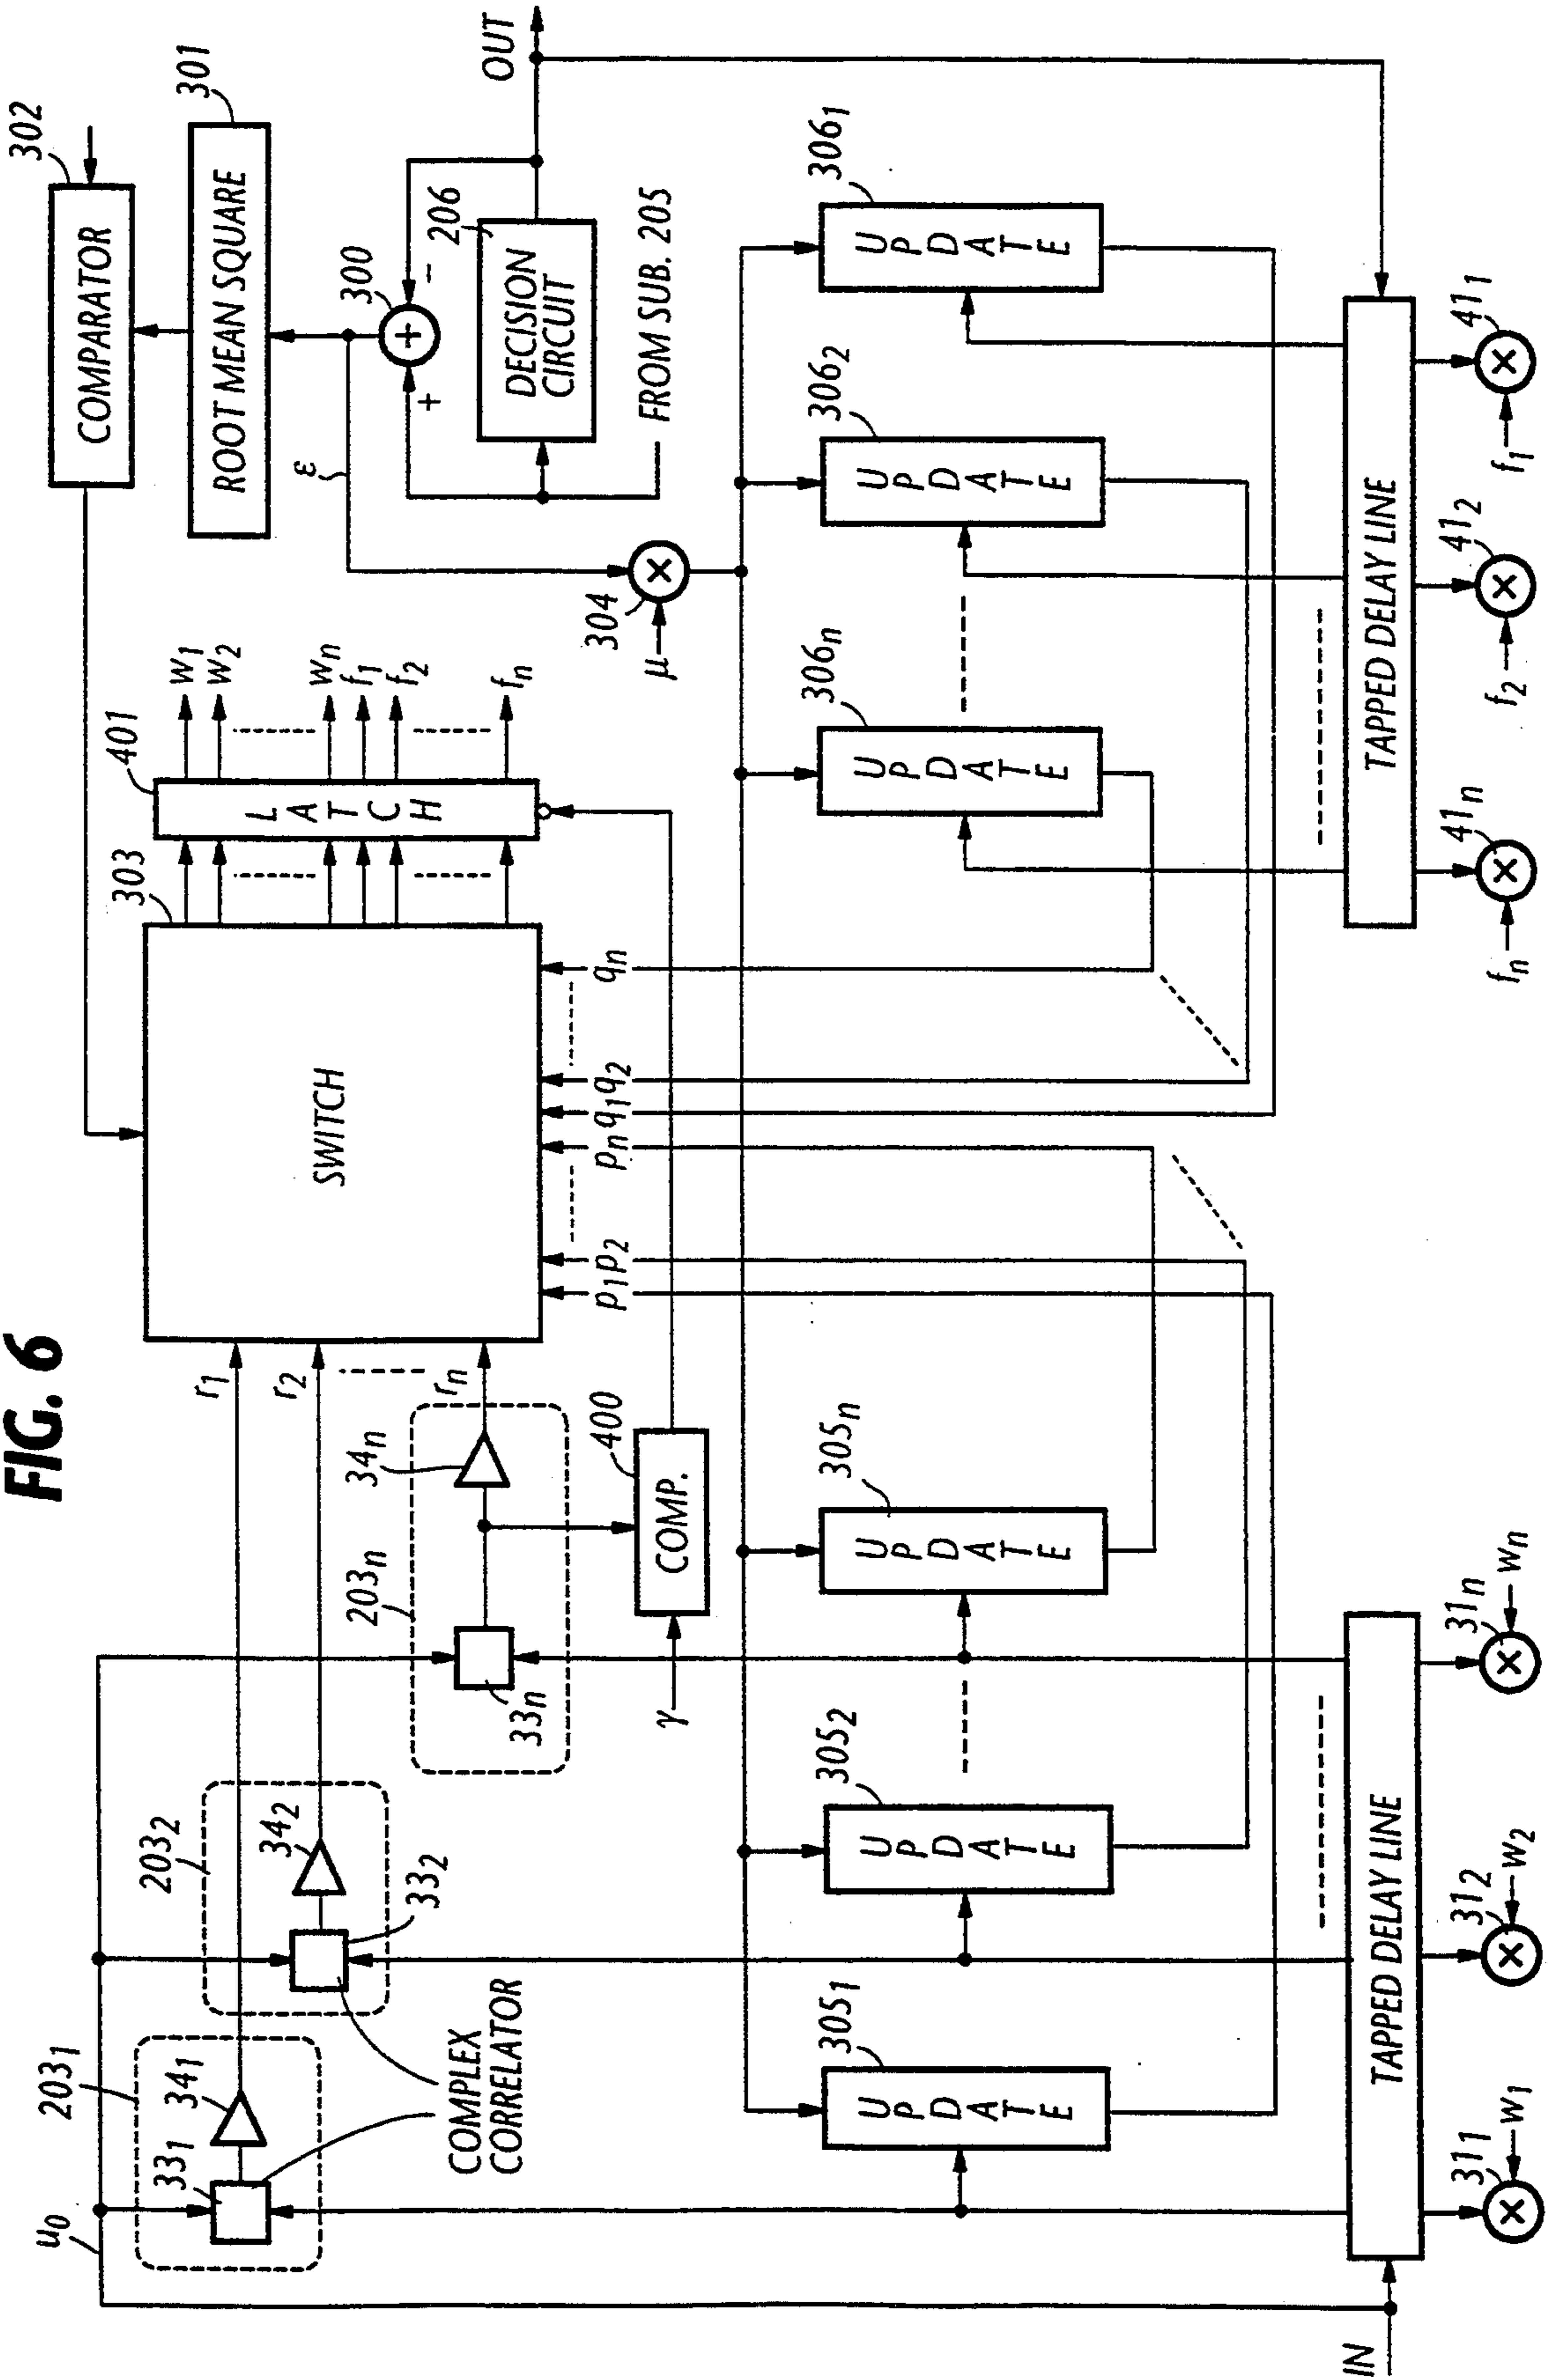 FIG. 6
u0
203₁
33₁
34₁
203₂
34₂
33₂
COMPLEX
CORRELATOR
203n
33n
34n
r₁
r₂
rn
γ
COMP.
400
SWITCH
303
LATCH
401
w₁
w₂
wn
f₁
f₂
fn
COMPARATOR
302
ROOT MEAN SQUARE
301
ε
300
+
+
−
DECISION
CIRCUIT
206
FROM SUB. 205
OUT
304
×
μ
p₁
p₂
pn
q₁
q₂
qn
305₁
UPDATE
305₂
UPDATE
305n
UPDATE
306n
UPDATE
306₂
UPDATE
306₁
UPDATE
IN
TAPPED DELAY LINE
TAPPED DELAY LINE
31₁
×
w₁
31₂
×
w₂
31n
×
wn
41n
×
fn
41₂
×
f₂
41₁
×
f₁